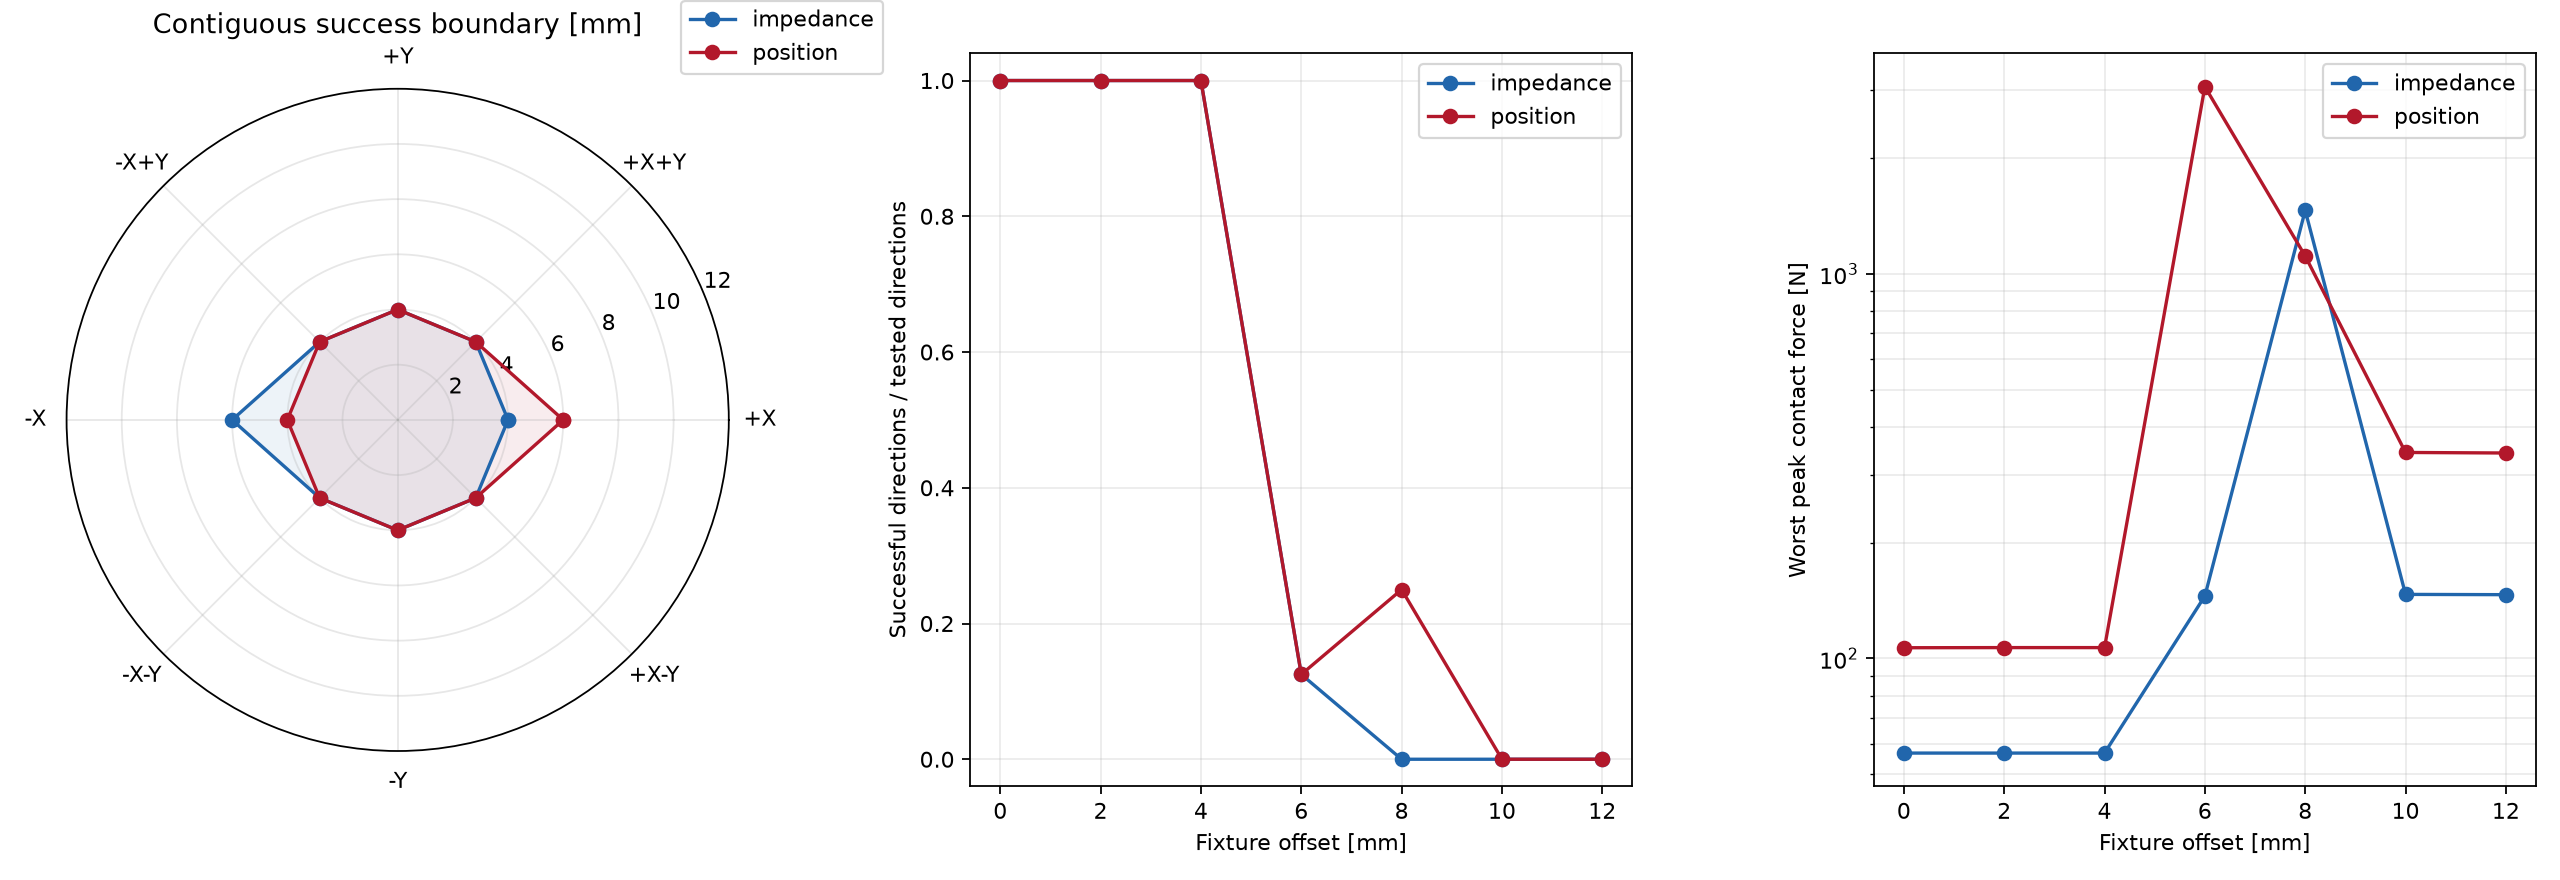 Contiguous success boundary [mm]
impedance
position
+Y
-X+Y
+X+Y
12
10
8
6
4
2
-X
+X
-X-Y
+X-Y
-Y
Successful directions / tested directions
1.0
0.8
0.6
0.4
0.2
0.0
impedance
position
0 2 4 6 8 10 12
Fixture offset [mm]
Worst peak contact force [N]
10³
10²
impedance
position
0 2 4 6 8 10 12
Fixture offset [mm]